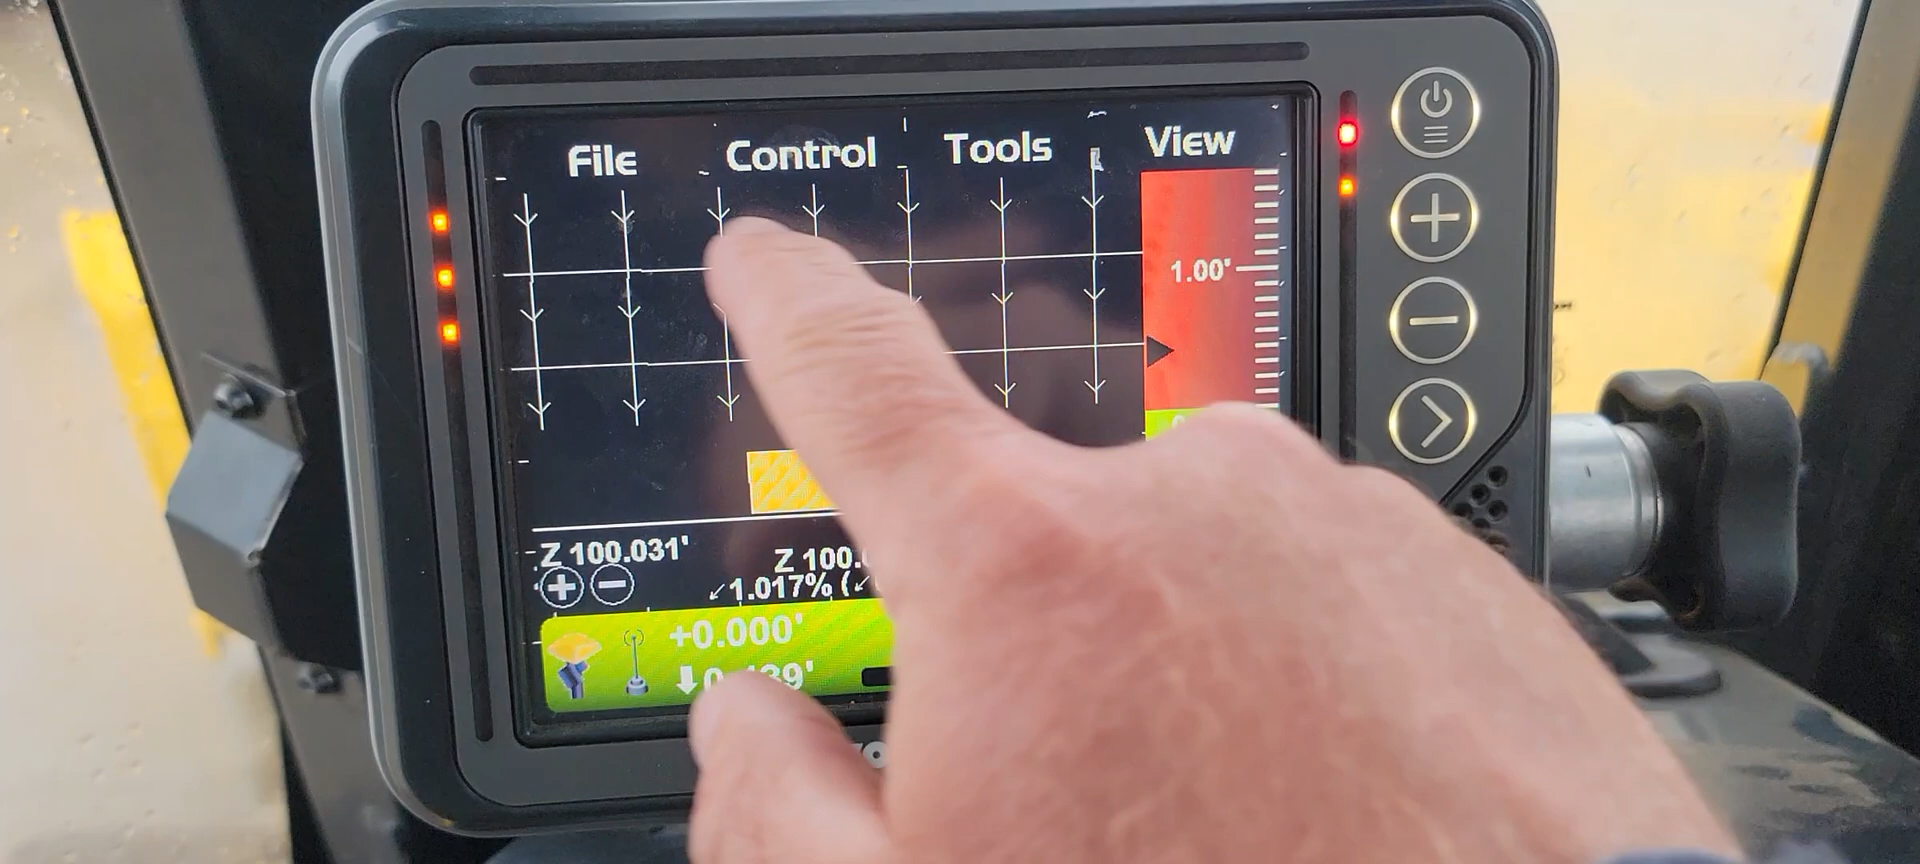 File Control Tools View
1.00'
Z 100.031'
Z 100.
1.017% (
+0.000'